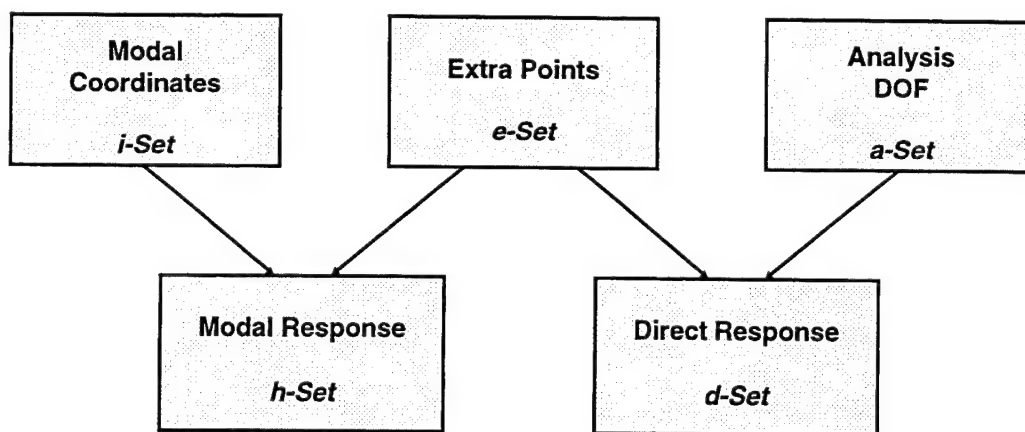 Modal
Coordinates
i-Set
Extra Points
e-Set
Analysis
DOF
a-Set
Modal Response
h-Set
Direct Response
d-Set